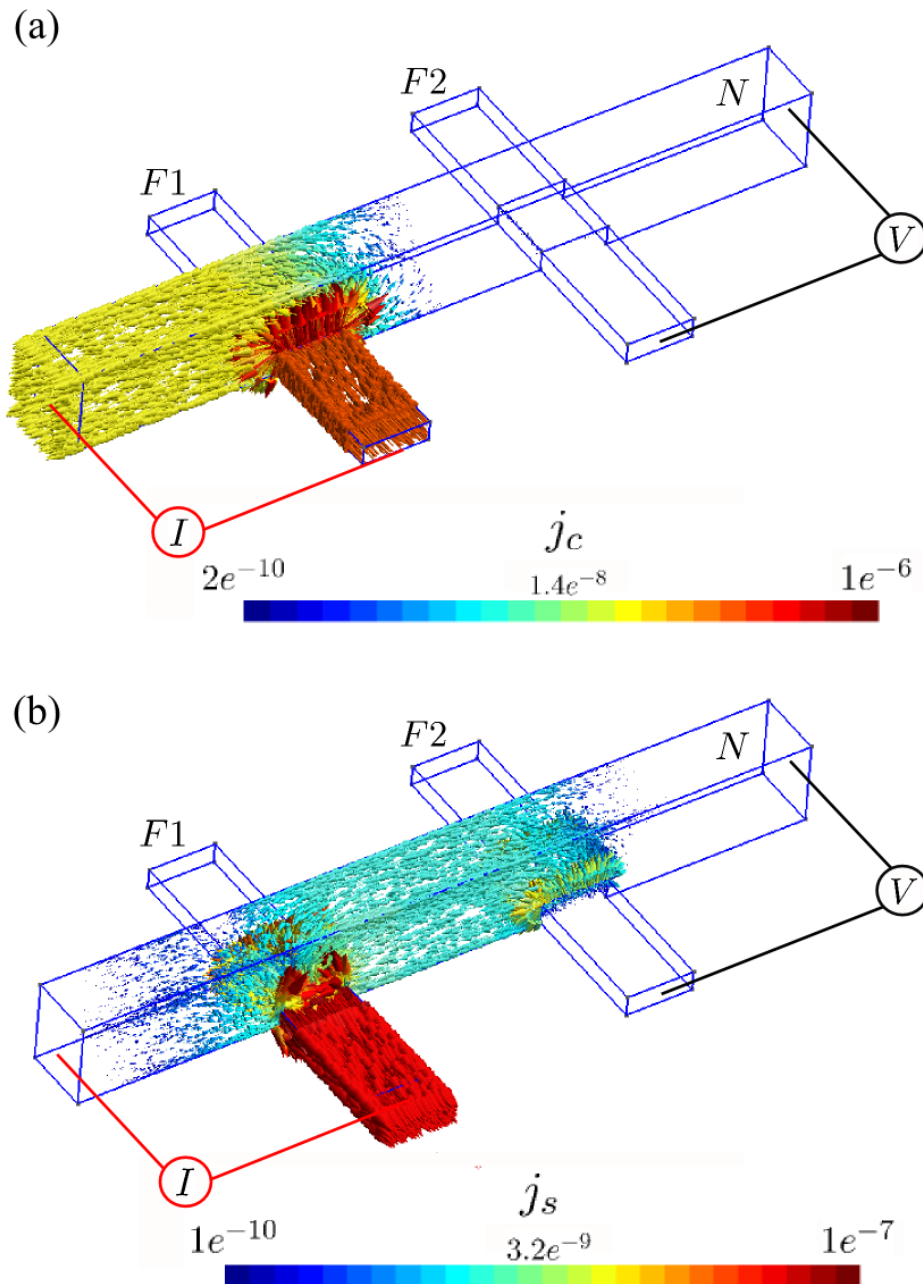 (a)
F2
N
F1
V
I
j_c
2e^{-10} 1.4e^{-8} 1e^{-6}
(b)
F2
N
F1
V
I
j_s
1e^{-10} 3.2e^{-9} 1e^{-7}